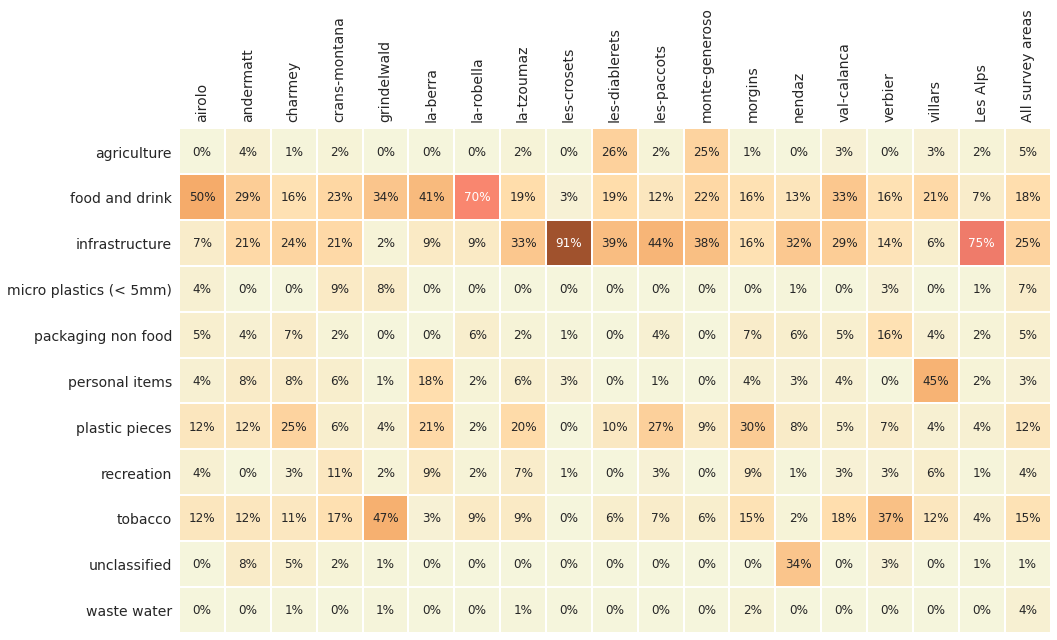 airolo andermatt charmey crans-montana grindelwald la-berra la-robella la-tzoumaz les-crosets les-diablerets les-paccots monte-generoso morgins nendaz val-calanca verbier villars Les Alps All survey areas
agriculture 0% 4% 1% 2% 0% 0% 0% 2% 0% 26% 2% 25% 1% 0% 3% 0% 3% 2% 5%
food and drink 50% 29% 16% 23% 34% 41% 70% 19% 3% 19% 12% 22% 16% 13% 33% 16% 21% 7% 18%
infrastructure 7% 21% 24% 21% 2% 9% 9% 33% 91% 39% 44% 38% 16% 32% 29% 14% 6% 75% 25%
micro plastics (< 5mm) 4% 0% 0% 9% 8% 0% 0% 0% 0% 0% 0% 0% 0% 1% 0% 3% 0% 1% 7%
packaging non food 5% 4% 7% 2% 0% 0% 6% 2% 1% 0% 4% 0% 7% 6% 5% 16% 4% 2% 5%
personal items 4% 8% 8% 6% 1% 18% 2% 6% 3% 0% 1% 0% 4% 3% 4% 0% 45% 2% 3%
plastic pieces 12% 12% 25% 6% 4% 21% 2% 20% 0% 10% 27% 9% 30% 8% 5% 7% 4% 4% 12%
recreation 4% 0% 3% 11% 2% 9% 2% 7% 1% 0% 3% 0% 9% 1% 3% 3% 6% 1% 4%
tobacco 12% 12% 11% 17% 47% 3% 9% 9% 0% 6% 7% 6% 15% 2% 18% 37% 12% 4% 15%
unclassified 0% 8% 5% 2% 1% 0% 0% 0% 0% 0% 0% 0% 0% 34% 0% 3% 0% 1% 1%
waste water 0% 0% 1% 0% 1% 0% 0% 1% 0% 0% 0% 2% 0% 0% 0% 0% 0% 0% 4%